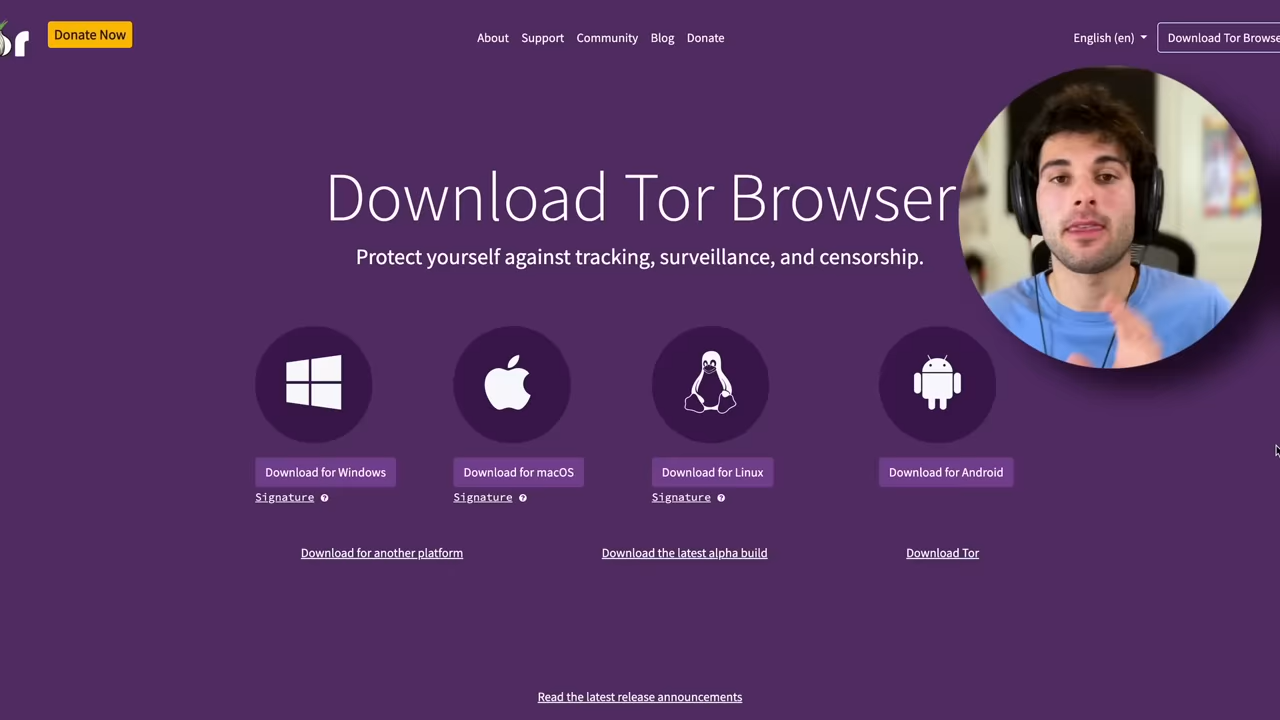 or
Donate Now
About Support Community Blog Donate
English (en)
Download Tor Browse
Download Tor Browser
Protect yourself against tracking, surveillance, and censorship.
Download for Windows Download for macOS Download for Linux Download for Android
Signature ? Signature ? Signature ?
Download for another platform Download the latest alpha build Download Tor
Read the latest release announcements